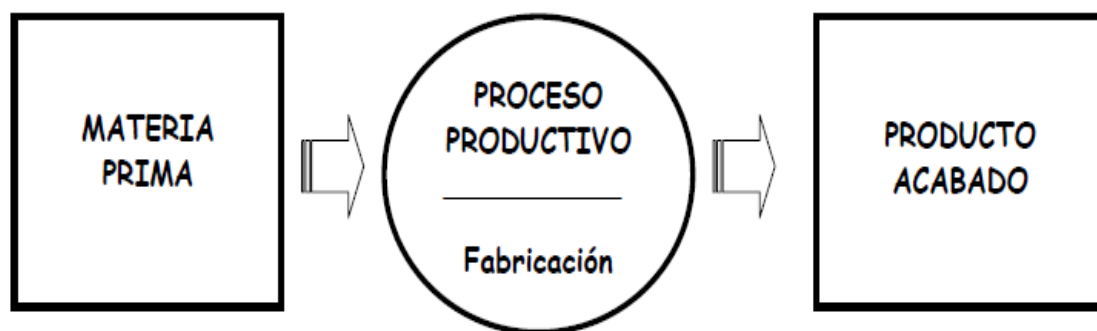 MATERIA
PRIMA
PROCESO
PRODUCTIVO
Fabricación
PRODUCTO
ACABADO